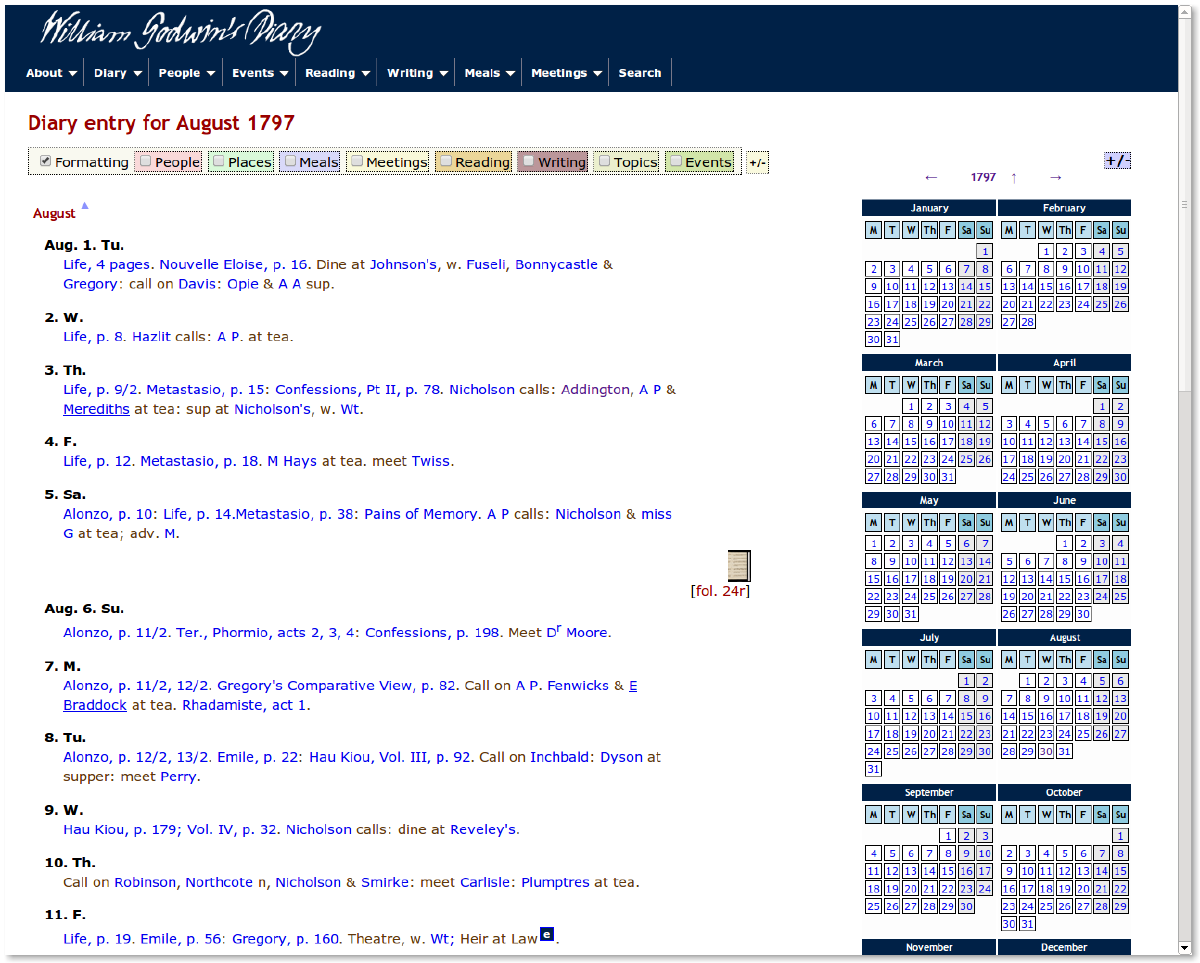 William Godwin's Diary
About Diary People Events Reading Writing Meals Meetings Search
Diary entry for August 1797
Formatting People Places Meals Meetings Reading Writing Topics Events +/-
+/-
← 1797 ↑ →
August
Aug. 1. Tu.
Life, 4 pages. Nouvelle Eloise, p. 16. Dine at Johnson's, w. Fuseli, Bonnycastle &
Gregory: call on Davis: Opie & A A sup.
2. W.
Life, p. 8. Hazlit calls: A P. at tea.
3. Th.
Life, p. 9/2. Metastasio, p. 15: Confessions, Pt II, p. 78. Nicholson calls: Addington, A P &
Merediths at tea: sup at Nicholson's, w. Wt.
4. F.
Life, p. 12. Metastasio, p. 18. M Hays at tea. meet Twiss.
5. Sa.
Alonzo, p. 10: Life, p. 14.Metastasio, p. 38: Pains of Memory. A P calls: Nicholson & miss
G at tea; adv. M.
[fol. 24r]
Aug. 6. Su.
Alonzo, p. 11/2. Ter., Phormio, acts 2, 3, 4: Confessions, p. 198. Meet Dr Moore.
7. M.
Alonzo, p. 11/2, 12/2. Gregory's Comparative View, p. 82. Call on A P. Fenwicks & E
Braddock at tea. Rhadamiste, act 1.
8. Tu.
Alonzo, p. 12/2, 13/2. Emile, p. 22: Hau Kiou, Vol. III, p. 92. Call on Inchbald: Dyson at
supper: meet Perry.
9. W.
Hau Kiou, p. 179; Vol. IV, p. 32. Nicholson calls: dine at Reveley's.
10. Th.
Call on Robinson, Northcote n, Nicholson & Smirke: meet Carlisle: Plumptres at tea.
11. F.
Life, p. 19. Emile, p. 56: Gregory, p. 160. Theatre, w. Wt; Heir at Law e .
January
M T W Th F Sa Su
1
2 3 4 5 6 7 8
9 10 11 12 13 14 15
16 17 18 19 20 21 22
23 24 25 26 27 28 29
30 31
February
M T W Th F Sa Su
1 2 3 4 5
6 7 8 9 10 11 12
13 14 15 16 17 18 19
20 21 22 23 24 25 26
27 28
March
M T W Th F Sa Su
1 2 3 4 5
6 7 8 9 10 11 12
13 14 15 16 17 18 19
20 21 22 23 24 25 26
27 28 29 30 31
April
M T W Th F Sa Su
1 2
3 4 5 6 7 8 9
10 11 12 13 14 15 16
17 18 19 20 21 22 23
24 25 26 27 28 29 30
May
M T W Th F Sa Su
1 2 3 4 5 6 7
8 9 10 11 12 13 14
15 16 17 18 19 20 21
22 23 24 25 26 27 28
29 30 31
June
M T W Th F Sa Su
1 2 3 4
5 6 7 8 9 10 11
12 13 14 15 16 17 18
19 20 21 22 23 24 25
26 27 28 29 30
July
M T W Th F Sa Su
1 2
3 4 5 6 7 8 9
10 11 12 13 14 15 16
17 18 19 20 21 22 23
24 25 26 27 28 29 30
31
August
M T W Th F Sa Su
1 2 3 4 5 6
7 8 9 10 11 12 13
14 15 16 17 18 19 20
21 22 23 24 25 26 27
28 29 30 31
September
M T W Th F Sa Su
1 2 3
4 5 6 7 8 9 10
11 12 13 14 15 16 17
18 19 20 21 22 23 24
25 26 27 28 29 30
October
M T W Th F Sa Su
1
2 3 4 5 6 7 8
9 10 11 12 13 14 15
16 17 18 19 20 21 22
23 24 25 26 27 28 29
30 31
November
December